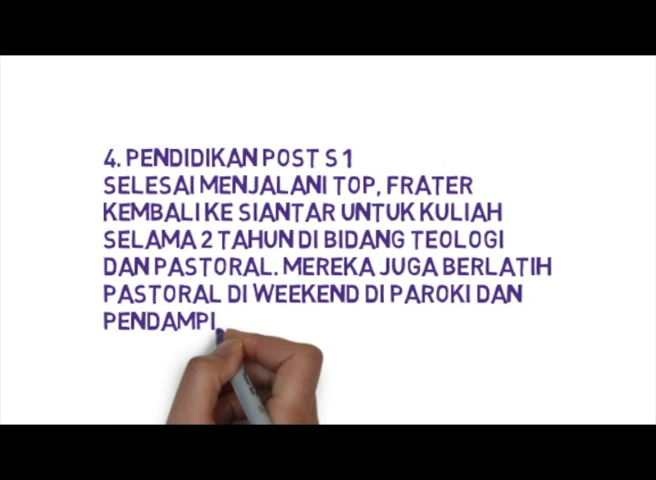 4. PENDIDIKAN POST S 1
SELESAI MENJALANI TOP, FRATER
KEMBALI KE SIANTAR UNTUK KULIAH
SELAMA 2 TAHUN DI BIDANG TEOLOGI
DAN PASTORAL. MEREKA JUGA BERLATIH
PASTORAL DI WEEKEND DI PAROKI DAN
PENDAMPI